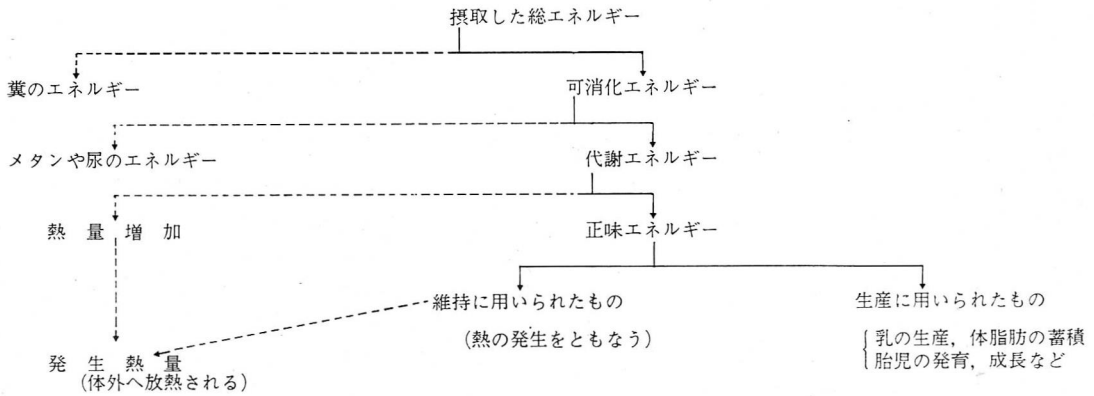 摂取した総エネルギー
糞のエネルギー
可消化エネルギー
メタンや尿のエネルギー
代謝エネルギー
熱量増加
正味エネルギー
維持に用いられたもの
(熱の発生をともなう)
生産に用いられたもの
乳の生産，体脂肪の蓄積
胎児の発育，成長など
発生熱量
(体外へ放熱される)